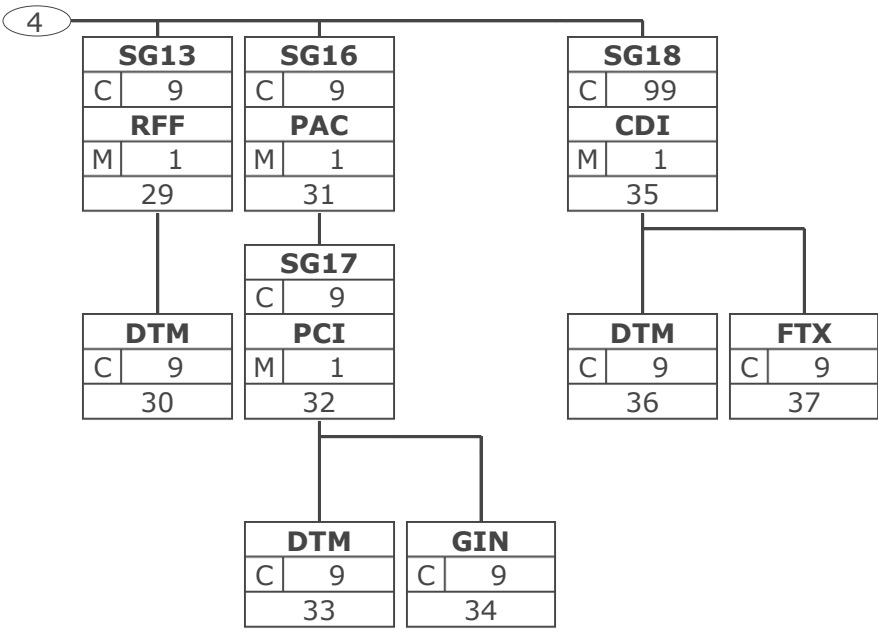 4
SG13
C 9
RFF
M 1
29
SG16
C 9
PAC
M 1
31
SG18
C 99
CDI
M 1
35
SG17
C 9
PCI
M 1
32
DTM
C 9
30
DTM
C 9
36
FTX
C 9
37
DTM
C 9
33
GIN
C 9
34